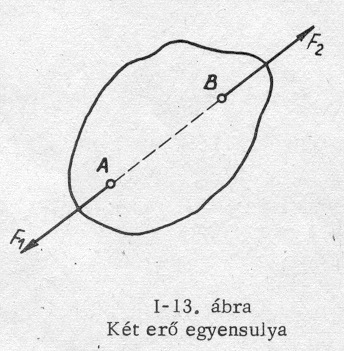 F₂
B
A
F₁
I-13. ábra
Két erő egyensulya